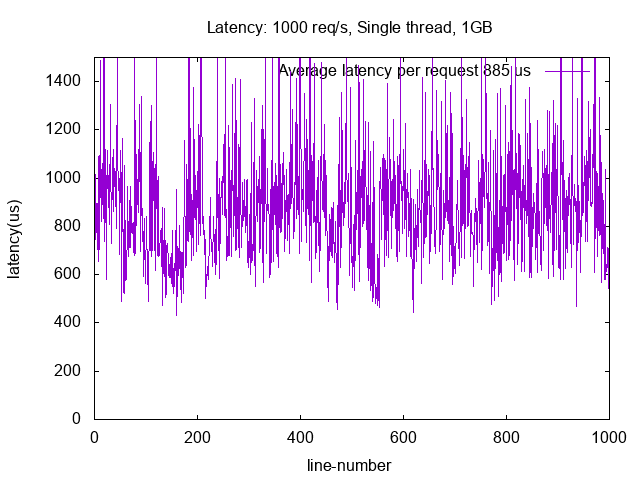 Latency: 1000 req/s, Single thread, 1GB
Average latency per request 885 us
1400
1200
1000
800
600
400
200
0
latency(us)
0 200 400 600 800 1000
line-number